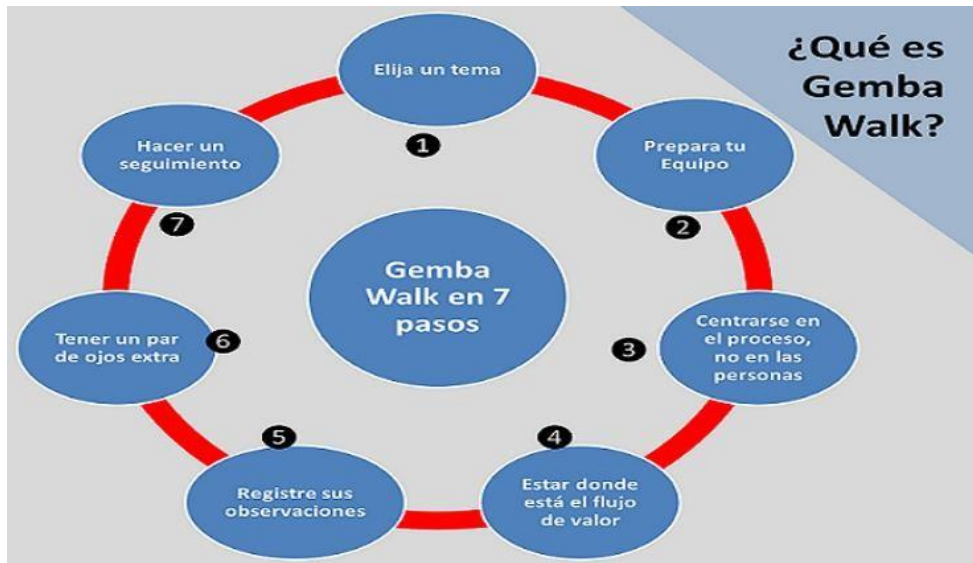 ¿Qué es
Gemba
Walk?
Elija un tema
1
Prepara tu
Equipo
2
Centrarse en
el proceso,
no en las
personas
3
Estar donde
está el flujo
de valor
4
Registre sus
observaciones
5
Tener un par
de ojos extra
6
Hacer un
seguimiento
7
Gemba
Walk en 7
pasos